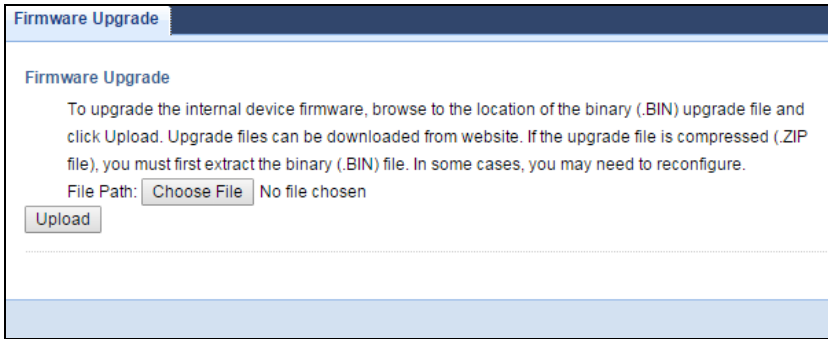 Firmware Upgrade
Firmware Upgrade
To upgrade the internal device firmware, browse to the location of the binary (.BIN) upgrade file and
click Upload. Upgrade files can be downloaded from website. If the upgrade file is compressed (.ZIP
file), you must first extract the binary (.BIN) file. In some cases, you may need to reconfigure.
File Path: Choose File No file chosen
Upload